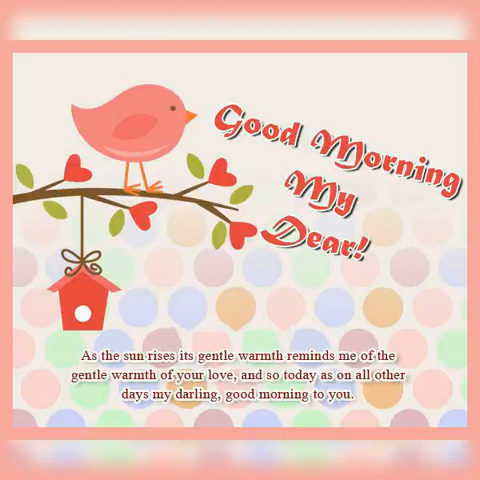 Good Morning
My
Dear!
As the sun rises its gentle warmth reminds me of the
gentle warmth of your love, and so today as on all other
days my darling, good morning to you.